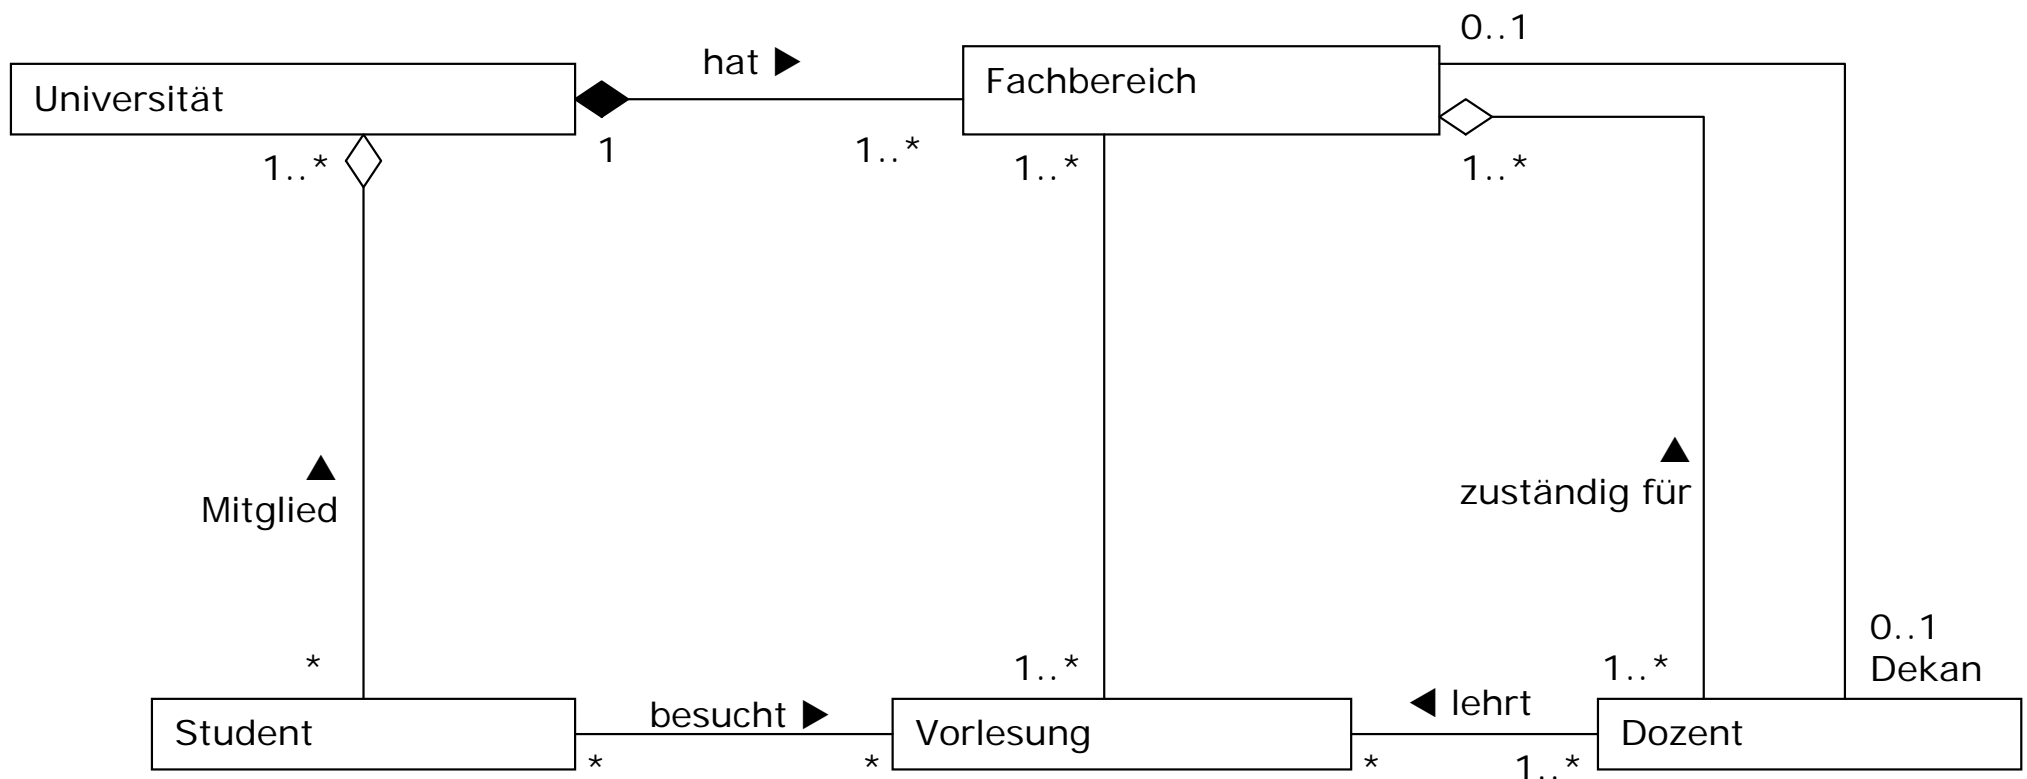 0..1
hat ▶
Universität
Fachbereich
1..*
1
1..*
1..*
1..*
Mitglied
zuständig für
*
1..*
1..*
0..1
Dekan
besucht ▶
◀ lehrt
Student
Vorlesung
Dozent
*
*
*
1..*